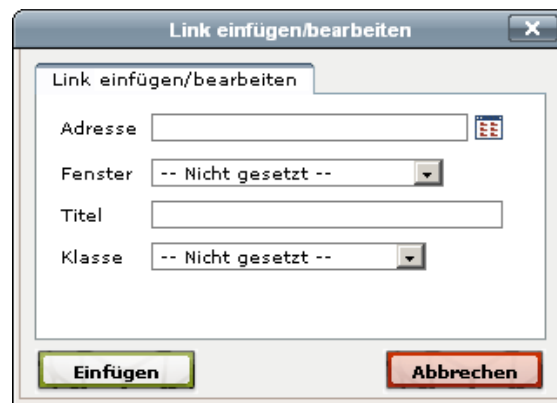 Link einfügen/bearbeiten
Link einfügen/bearbeiten
Adresse
Fenster -- Nicht gesetzt --
Titel
Klasse -- Nicht gesetzt --
Einfügen Abbrechen